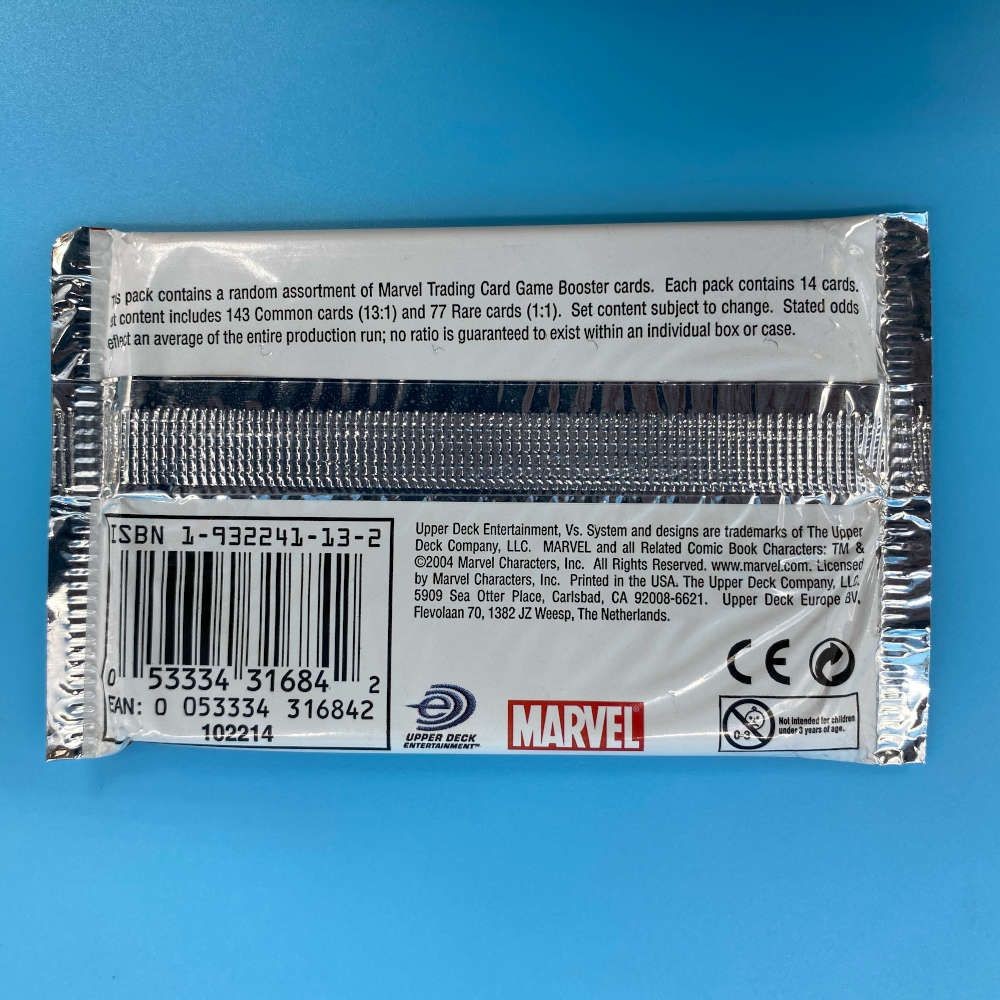 pack contains a random assortment of Marvel Trading Card Game Booster cards. Each pack contains 14 cards.
content includes 143 Common cards (13:1) and 77 Rare cards (1:1). Set content subject to change. Stated odds
eflect an average of the entire production run; no ratio is guaranteed to exist within an individual box or case.
ISBN 1-932241-13-2
0 53334 31684 2
EAN: 0 053334 316842
102214
Upper Deck Entertainment, Vs. System and designs are trademarks of The Upper
Deck Company, LLC. MARVEL and all Related Comic Book Characters: TM &
©2004 Marvel Characters, Inc. All Rights Reserved. www.marvel.com. Licensed
by Marvel Characters, Inc. Printed in the USA. The Upper Deck Company, LLC.
5909 Sea Otter Place, Carlsbad, CA 92008-6621. Upper Deck Europe BV,
Flevolaan 70, 1382 JZ Weesp, The Netherlands.
CE
e
UPPER DECK
ENTERTAINMENT™
MARVEL
0-3
Not intended for children
under 3 years of age.